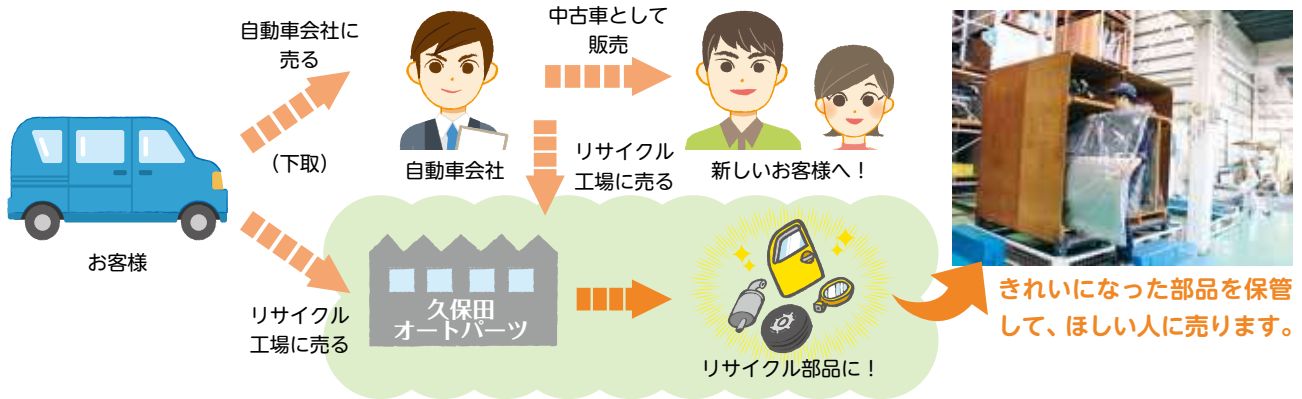 自動車会社に
売る
(下取)
お客様
リサイクル
工場に売る
自動車会社
中古車として
販売
新しいお客様へ！
リサイクル
工場に売る
久保田
オートパーツ
リサイクル部品に！
きれいになった部品を保管
して、ほしい人に売ります。